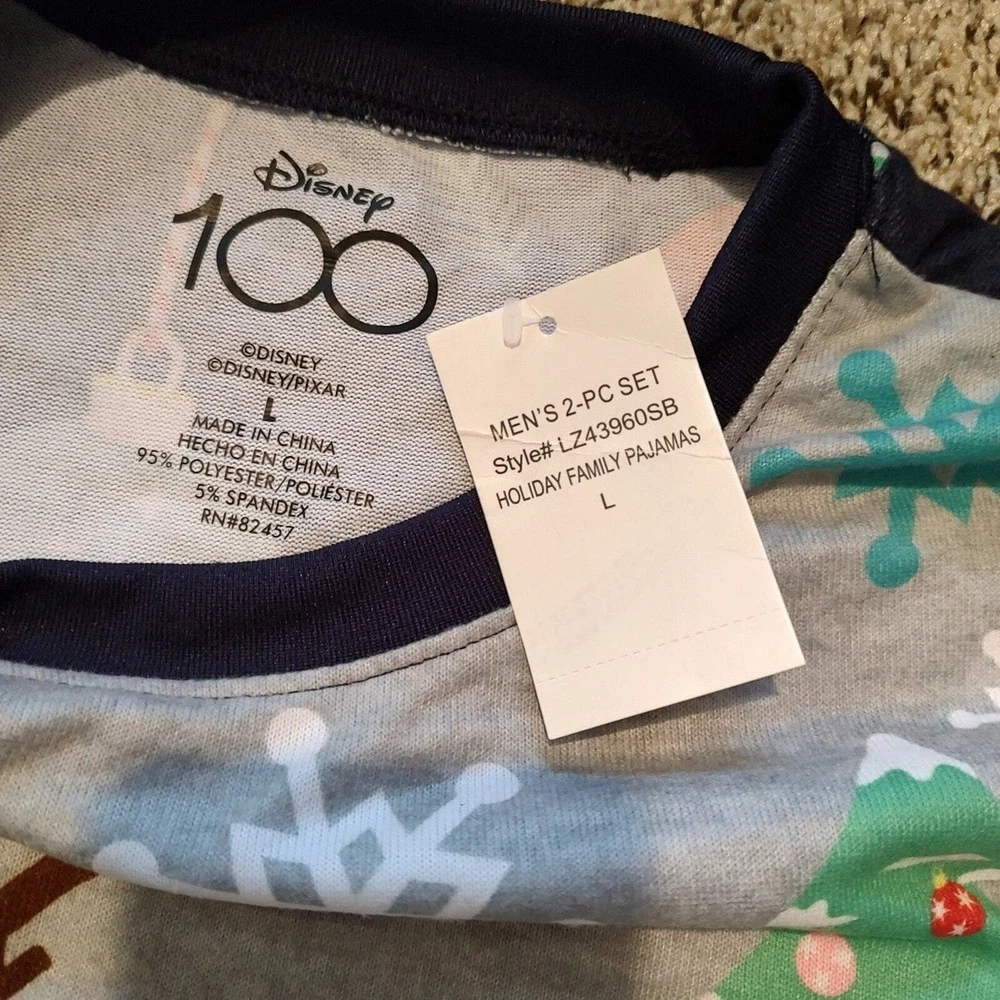 Disney
100
©DISNEY
©DISNEY/PIXAR
L
MADE IN CHINA
HECHO EN CHINA
95% POLYESTER/POLIÉSTER
5% SPANDEX
RN#82457
MEN'S 2-PC SET
Style# LZ43960SB
HOLIDAY FAMILY PAJAMAS
L